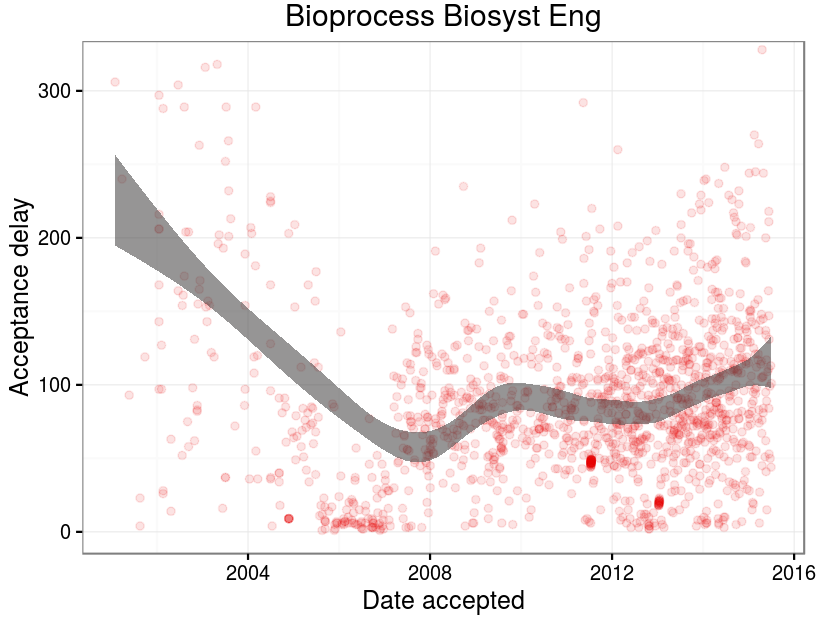 Bioprocess Biosyst Eng
Acceptance delay
300
200
100
0
2004 2008 2012 2016
Date accepted